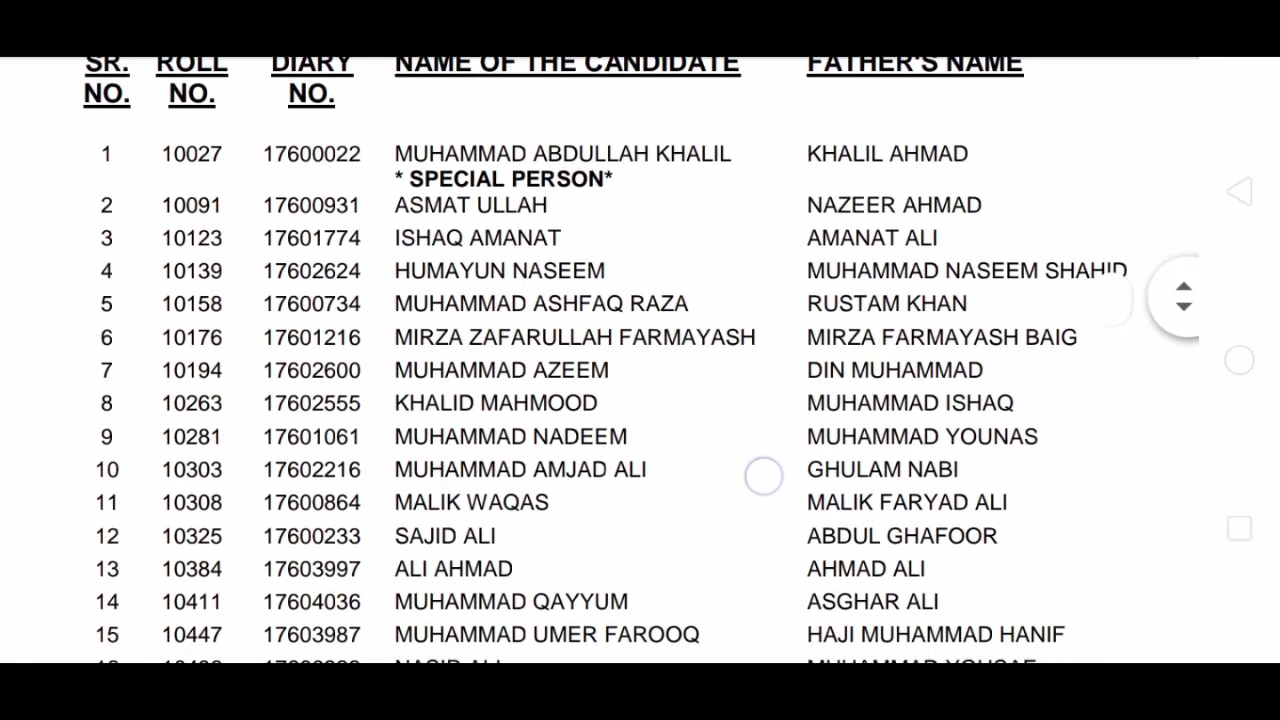 SR. ROLL DIARY NAME OF THE CANDIDATE FATHER'S NAME
NO. NO. NO.
1 10027 17600022 MUHAMMAD ABDULLAH KHALIL KHALIL AHMAD
* SPECIAL PERSON*
2 10091 17600931 ASMAT ULLAH NAZEER AHMAD
3 10123 17601774 ISHAQ AMANAT AMANAT ALI
4 10139 17602624 HUMAYUN NASEEM MUHAMMAD NASEEM SHAHID
5 10158 17600734 MUHAMMAD ASHFAQ RAZA RUSTAM KHAN
6 10176 17601216 MIRZA ZAFARULLAH FARMAYASH MIRZA FARMAYASH BAIG
7 10194 17602600 MUHAMMAD AZEEM DIN MUHAMMAD
8 10263 17602555 KHALID MAHMOOD MUHAMMAD ISHAQ
9 10281 17601061 MUHAMMAD NADEEM MUHAMMAD YOUNAS
10 10303 17602216 MUHAMMAD AMJAD ALI GHULAM NABI
11 10308 17600864 MALIK WAQAS MALIK FARYAD ALI
12 10325 17600233 SAJID ALI ABDUL GHAFOOR
13 10384 17603997 ALI AHMAD AHMAD ALI
14 10411 17604036 MUHAMMAD QAYYUM ASGHAR ALI
15 10447 17603987 MUHAMMAD UMER FAROOQ HAJI MUHAMMAD HANIF